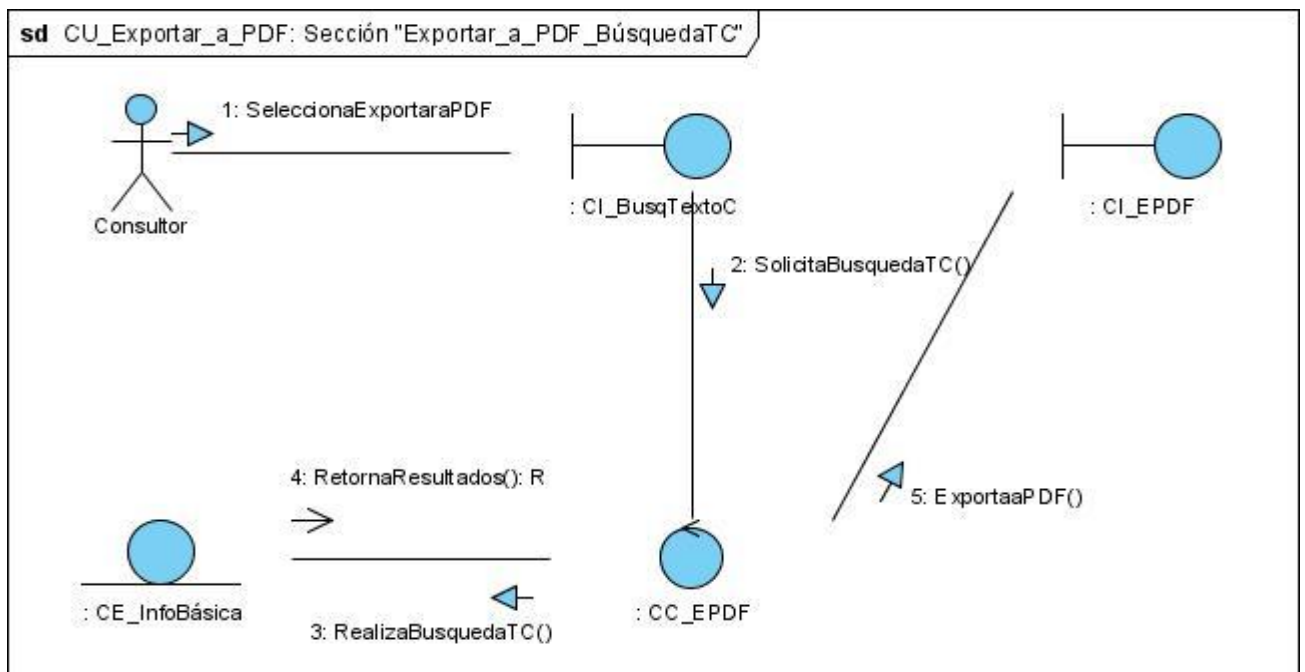 sd CU_Exportar_a_PDF: Sección "Exportar_a_PDF_BúsquedaTC"
1: SeleccionaExportaraPDF
Consultor
: CI_BusqTextoC
: CI_EPDF
2: SolicitaBusquedaTC()
4: RetornaResultados(): R
5: ExportaaPDF()
: CE_InfoBásica
: CC_EPDF
3: RealizaBusquedaTC()